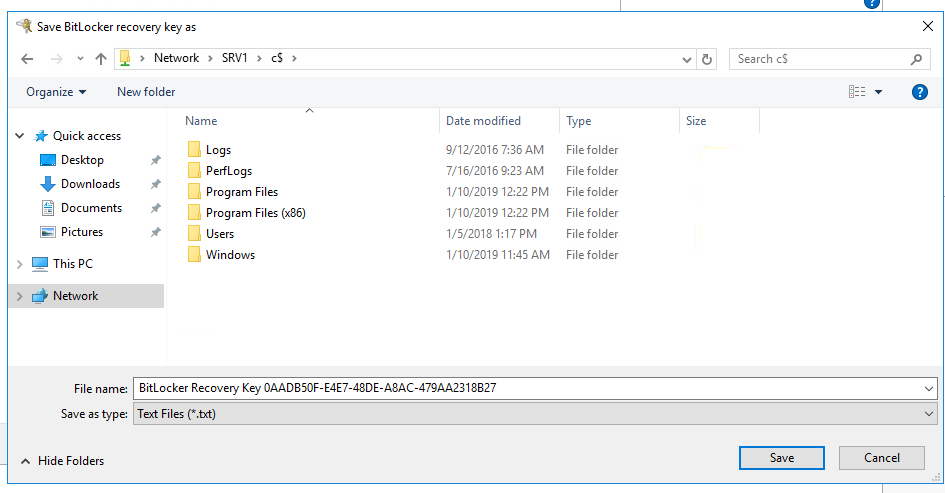 Save BitLocker recovery key as
Network SRV1 c$
Search c$
Organize New folder
Name Date modified Type Size
Quick access
Desktop
Downloads
Documents
Pictures
This PC
Network
Logs 9/12/2016 7:36 AM File folder
PerfLogs 7/16/2016 9:23 AM File folder
Program Files 1/10/2019 12:22 PM File folder
Program Files (x86) 1/10/2019 12:22 PM File folder
Users 1/5/2018 1:17 PM File folder
Windows 1/10/2019 11:45 AM File folder
File name: BitLocker Recovery Key 0AADB50F-E4E7-48DE-A8AC-479AA2318B27
Save as type: Text Files (*.txt)
Hide Folders
Save Cancel